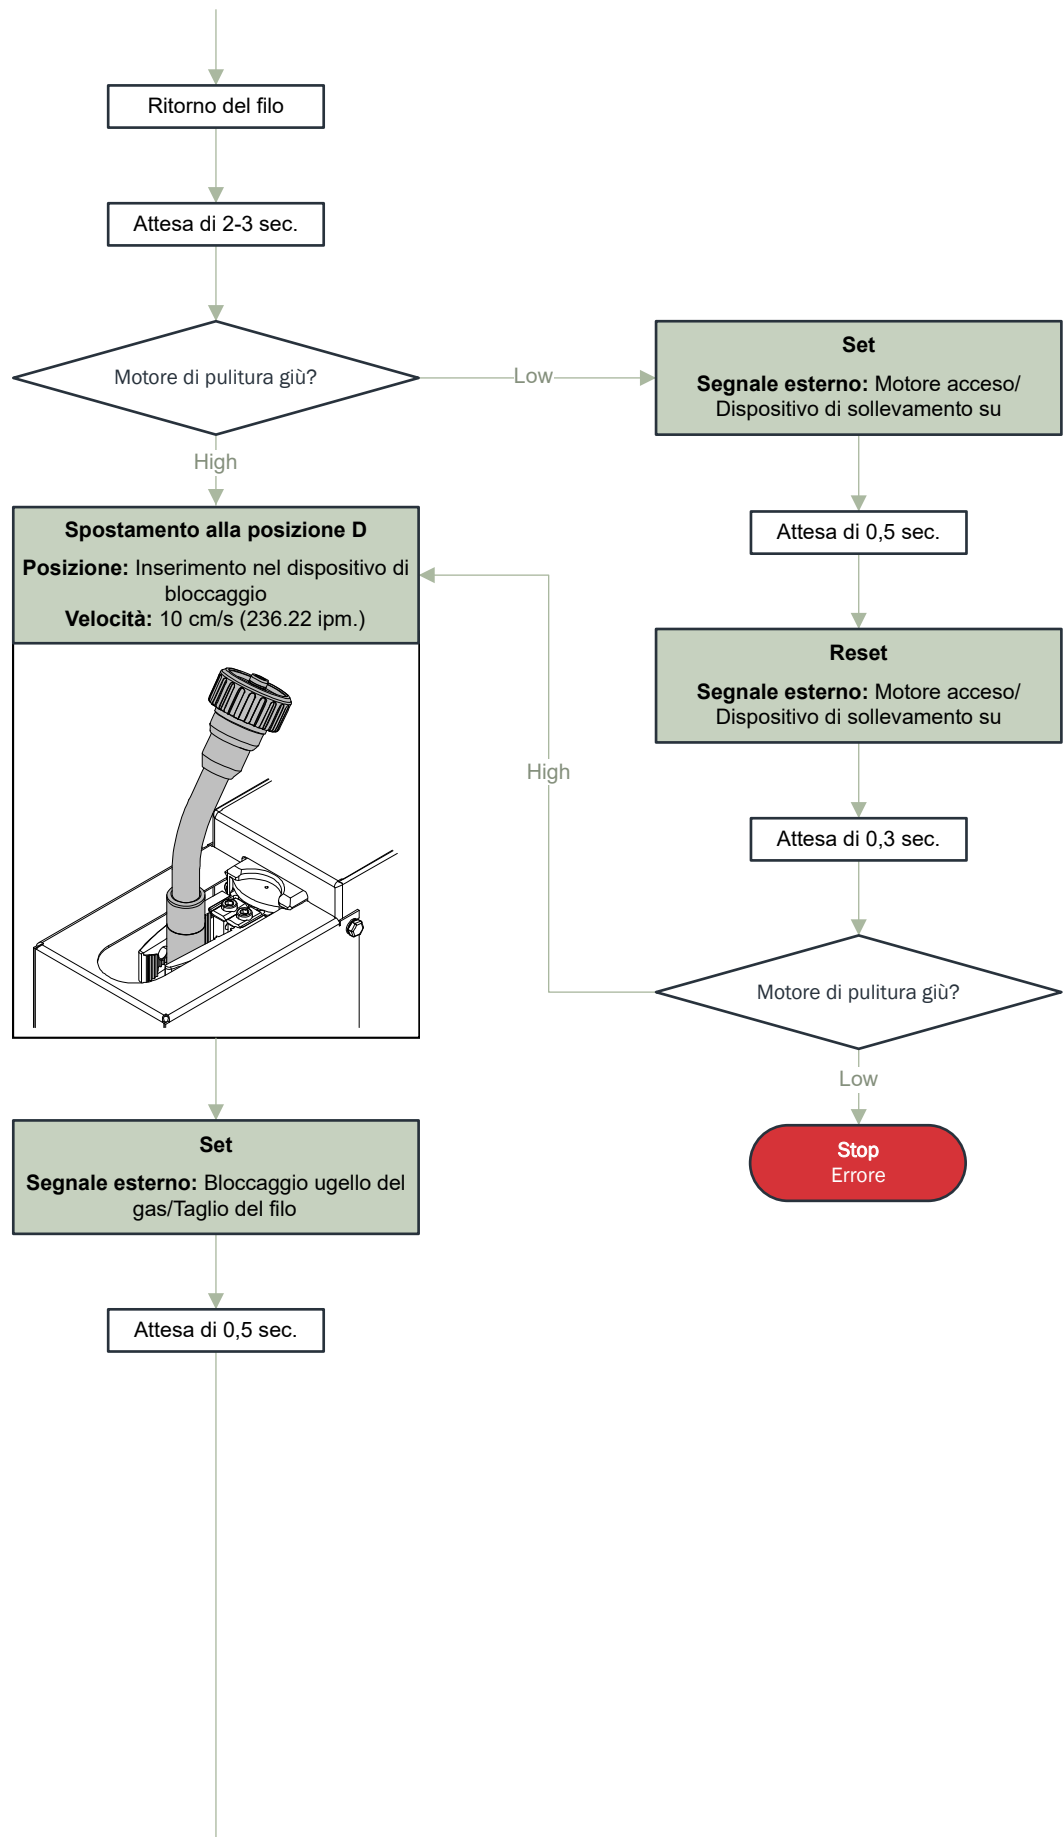 Ritorno del filo
Attesa di 2-3 sec.
Motore di pulitura giù?
Low
High
Set
Segnale esterno: Motore acceso/
Dispositivo di sollevamento su
Attesa di 0,5 sec.
Reset
Segnale esterno: Motore acceso/
Dispositivo di sollevamento su
Attesa di 0,3 sec.
Motore di pulitura giù?
High
Low
Stop
Errore
Spostamento alla posizione D
Posizione: Inserimento nel dispositivo di
bloccaggio
Velocità: 10 cm/s (236.22 ipm.)
Set
Segnale esterno: Bloccaggio ugello del
gas/Taglio del filo
Attesa di 0,5 sec.